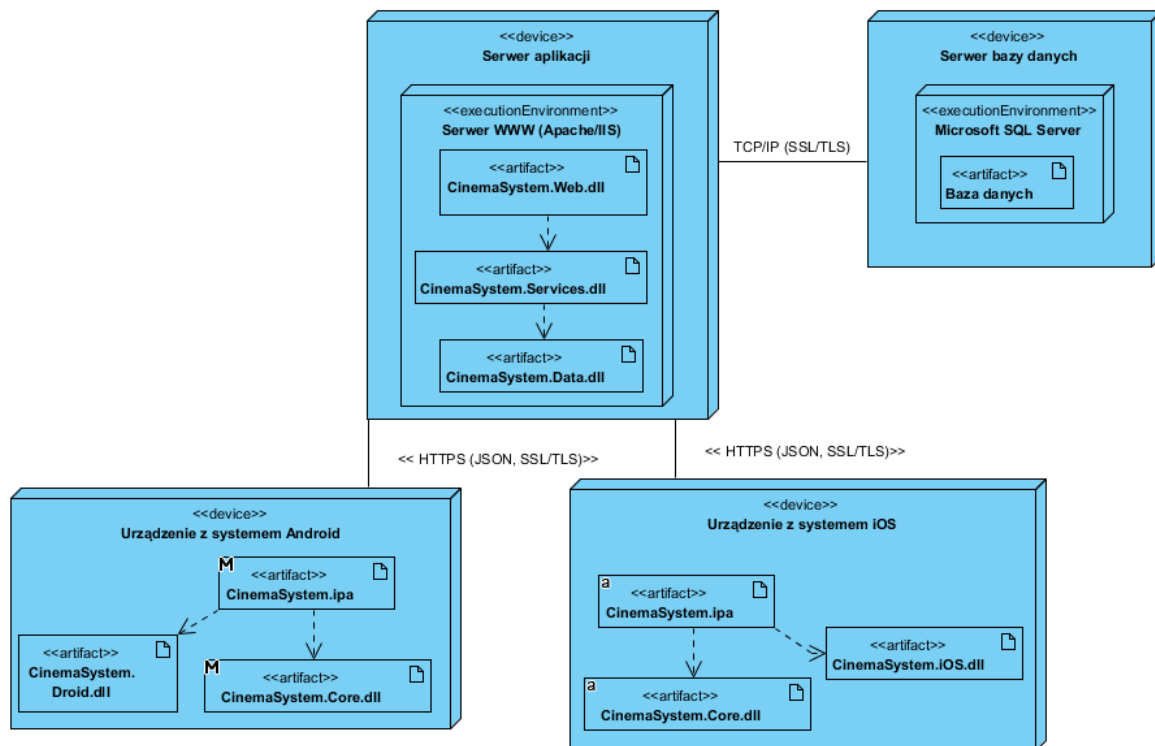 <<device>>
Serwer aplikacji
<<executionEnvironment>>
Serwer WWW (Apache/IIS)
<<artifact>>
CinemaSystem.Web.dll
<<artifact>>
CinemaSystem.Services.dll
<<artifact>>
CinemaSystem.Data.dll
TCP/IP (SSL/TLS)
<<device>>
Serwer bazy danych
<<executionEnvironment>>
Microsoft SQL Server
<<artifact>>
Baza danych
<< HTTPS (JSON, SSL/TLS)>>
<< HTTPS (JSON, SSL/TLS)>>
<<device>>
Urządzenie z systemem Android
M
<<artifact>>
CinemaSystem.ipa
<<artifact>>
CinemaSystem.
Droid.dll
M
<<artifact>>
CinemaSystem.Core.dll
<<device>>
Urządzenie z systemem iOS
a
<<artifact>>
CinemaSystem.ipa
<<artifact>>
CinemaSystem.iOS.dll
a
<<artifact>>
CinemaSystem.Core.dll